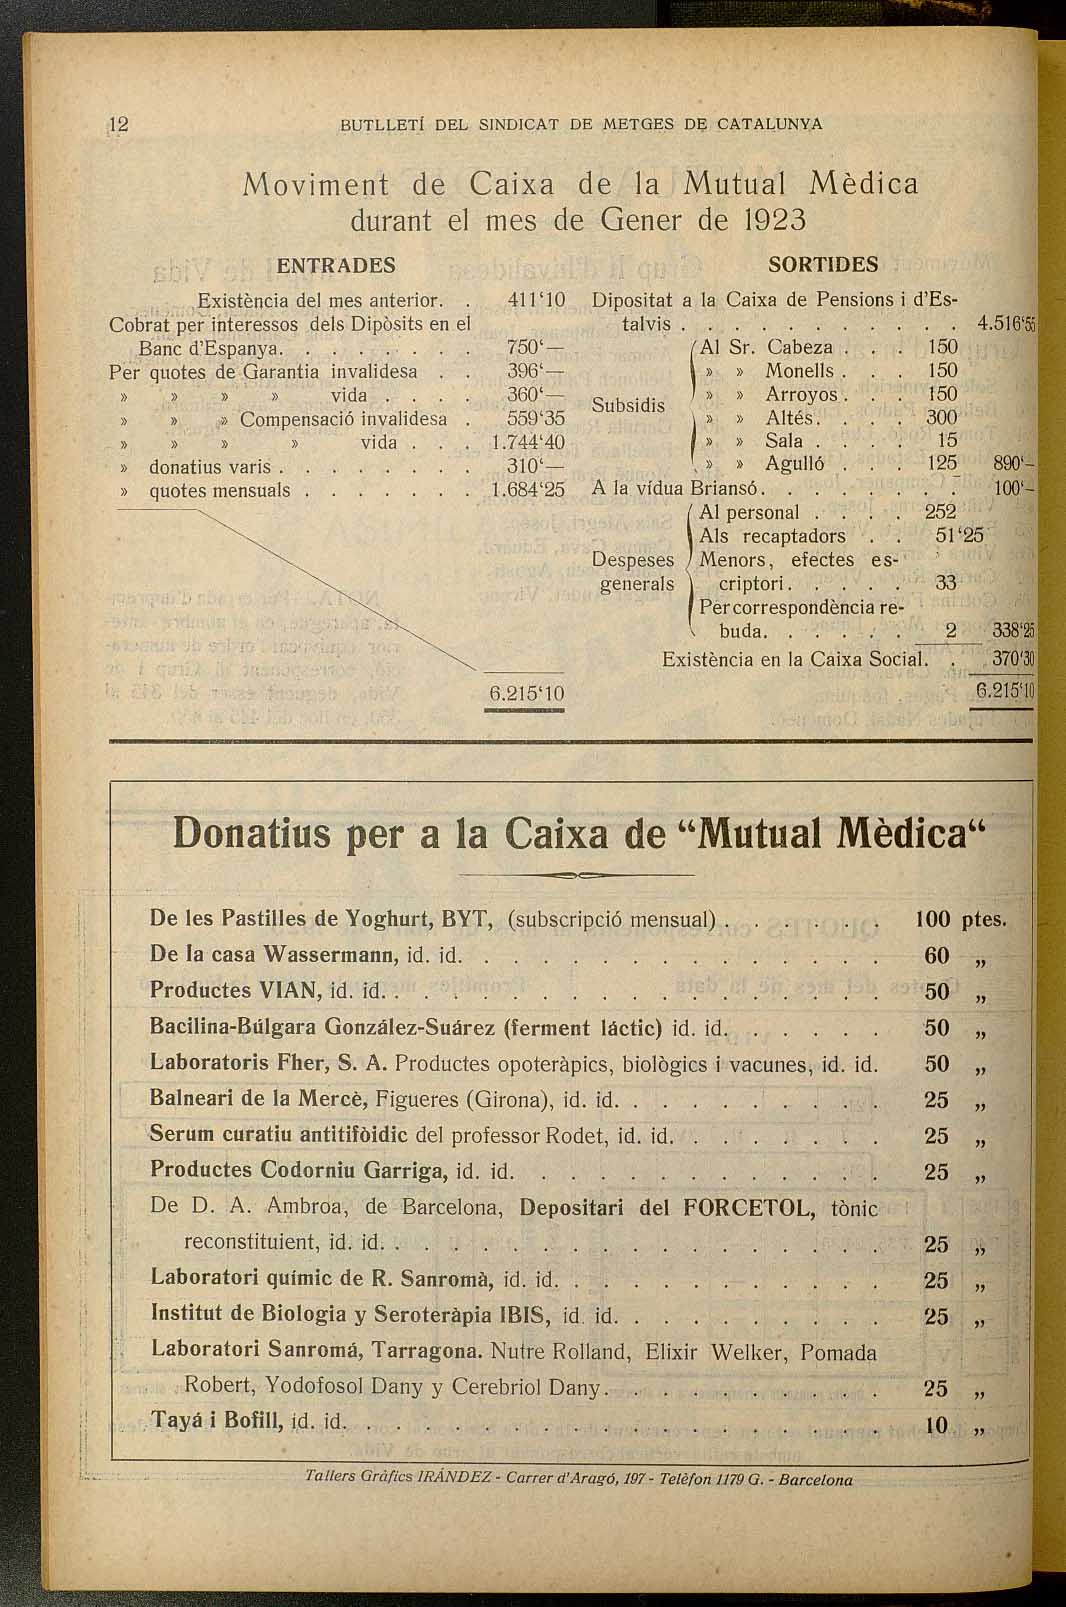 12
BUTLLETÍ DEL SINDICAT DE METGES DE CATALUNYA
Moviment de Caixa de la Mutual Mèdica
durant el mes de Gener de 1923
ENTRADES
Existència del mes anterior. . 411‘10
Cobrat per interessos dels Dipòsits en el
Banc d’Espanya. . . . . . . . 750‘—
Per quotes de Garantia invalidesa . . 396‘—
» » » » vida . . . . 360‘—
» » » Compensació invalidesa . 559‘35
» » » » vida . . . 1.744‘40
» donatius varis . . . . . . . . 310‘—
» quotes mensuals . . . . . . . 1.684‘25
6.215‘10
SORTIDES
Dipositat a la Caixa de Pensions i d’Es-
talvis . . . . . . . . . . . 4.516‘55
Subsidis
Al Sr. Cabeza . . . 150
» » Monells . . . 150
» » Arroyos . . . 150
» » Altés. . . . 300
» » Sala . . . . 15
» » Agulló . . . 125 890‘-
A la vídua Briansó. . . . . . . . 100‘-
Despeses
generals
Al personal . . . . 252
Als recaptadors . . 51‘25
Menors, efectes es-
criptori. . . . . 33
Per correspondència re-
buda. . . . . . 2 338‘25
Existència en la Caixa Social. . 370‘30
6.215‘10
Donatius per a la Caixa de “Mutual Mèdica“
De les Pastilles de Yoghurt, BYT, (subscripció mensual) . . . . . . 100 ptes.
De la casa Wassermann, id. id. . . . . . . . . . . . . . . 60 „
Productes VIAN, id. id. . . . . . . . . . . . . . . . . . 50 „
Bacilina-Búlgara González-Suárez (ferment làctic) id. id. . . . . . 50 „
Laboratoris Fher, S. A. Productes opoteràpics, biològics i vacunes, id. id. 50 „
Balneari de la Mercè, Figueres (Girona), id. id. . . . . . . . . . 25 „
Serum curatiu antitifòidic del professor Rodet, id. id. . . . . . . . 25 „
Productes Codorniu Garriga, id. id. . . . . . . . . . . . . . 25 „
De D. A. Ambroa, de Barcelona, Depositari del FORCETOL, tònic
reconstituient, id. id. . . . . . . . . . . . . . . . . . 25 „
Laboratori químic de R. Sanromà, id. id. . . . . . . . . . . . 25 „
Institut de Biologia y Seroteràpia IBIS, id. id. . . . . . . . . . 25 „
Laboratori Sanromá, Tarragona. Nutre Rolland, Elixir Welker, Pomada
Robert, Yodofosol Dany y Cerebriol Dany. . . . . . . . . . 25 „
Tayá i Bofill, id. id. . . . . . . . . . . . . . . . . . . 10 „
Tallers Gràfics IRÁNDEZ - Carrer d’Aragó, 197 - Telèfon 1179 G. - Barcelona